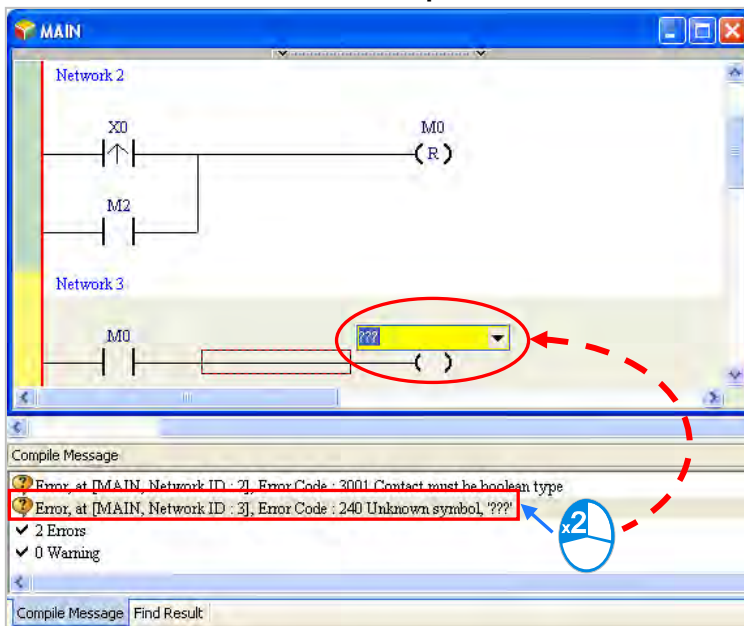 MAIN
Network 2
X0 M0
( R )
M2
Network 3
M0 ???
( )
Compile Message
Error, at [MAIN, Network ID : 2], Error Code : 3001 Contact must be boolean type
Error, at [MAIN, Network ID : 3], Error Code : 240 Unknown symbol, '???'
2 Errors
0 Warning
x2
Compile Message Find Result